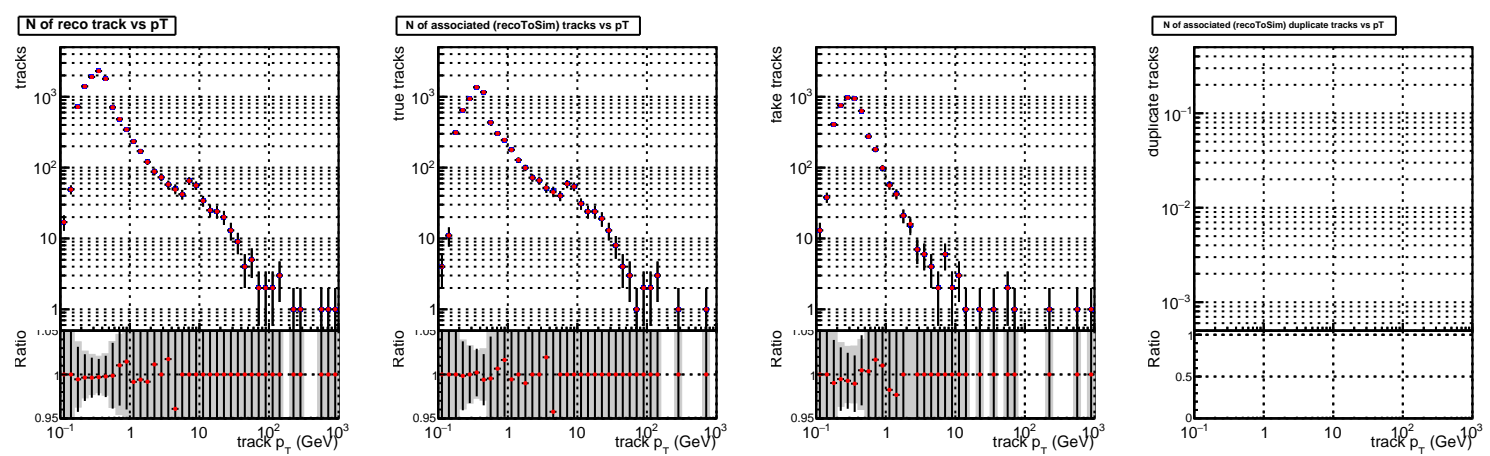 N of reco track vs pT
tracks
10³
10²
10
1
Ratio
1.05
1
0.95
10⁻¹ 1 10 10² 10³
track p_T (GeV)
N of associated (recoToSim) tracks vs pT
true tracks
10³
10²
10
1
Ratio
1.05
1
0.95
10⁻¹ 1 10 10² 10³
track p_T (GeV)
fake tracks
10³
10²
10
1
Ratio
1.05
1
0.95
10⁻¹ 1 10 10² 10³
track p_T (GeV)
N of associated (recoToSim) duplicate tracks vs pT
duplicate tracks
10⁻¹
10⁻²
10⁻³
Ratio
1
0.5
0
10⁻¹ 1 10 10² 10³
track p_T (GeV)